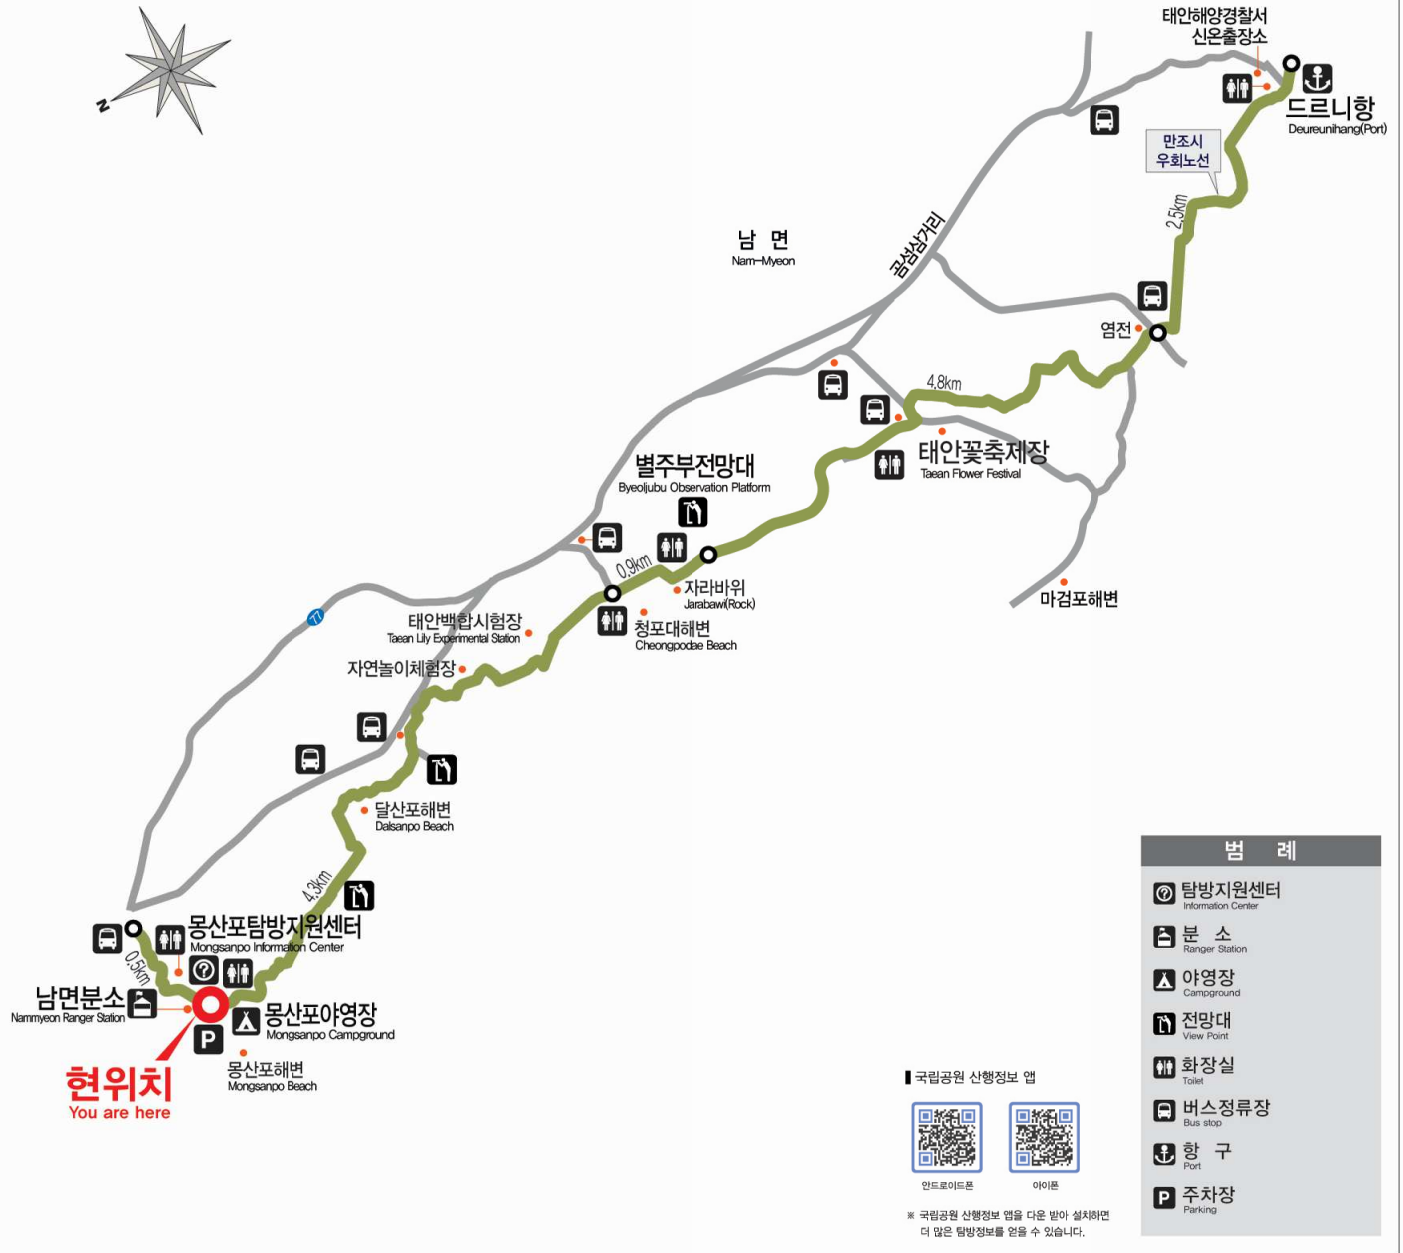 N
태안해양경찰서
신온출장소
드르니항
Deureunihang(Port)
만조시
우회노선
2.5km
곰섬삼거리
남 면
Nam-Myeon
염전
4.8km
태안꽃축제장
Taean Flower Festival
별주부전망대
Byeoljubu Observation Platform
0.9km
자라바위
Jarabawi(Rock)
마검포해변
77
태안백합시험장
Taean Lily Experimental Station
청포대해변
Cheongpodae Beach
자연놀이체험장
달산포해변
Dalsanpo Beach
4.3km
몽산포탐방지원센터
Mongsanpo Information Center
0.5km
남면분소
Nammyeon Ranger Station
몽산포야영장
Mongsanpo Campground
P
몽산포해변
Mongsanpo Beach
현위치
You are here
범 례
? 탐방지원센터
Information Center
분 소
Ranger Station
야영장
Campground
전망대
View Point
화장실
Toilet
버스정류장
Bus stop
항 구
Port
P 주차장
Parking
국립공원 산행정보 앱
안드로이드폰
아이폰
※ 국립공원 산행정보 앱을 다운 받아 설치하면
더 많은 탐방정보를 얻을 수 있습니다.